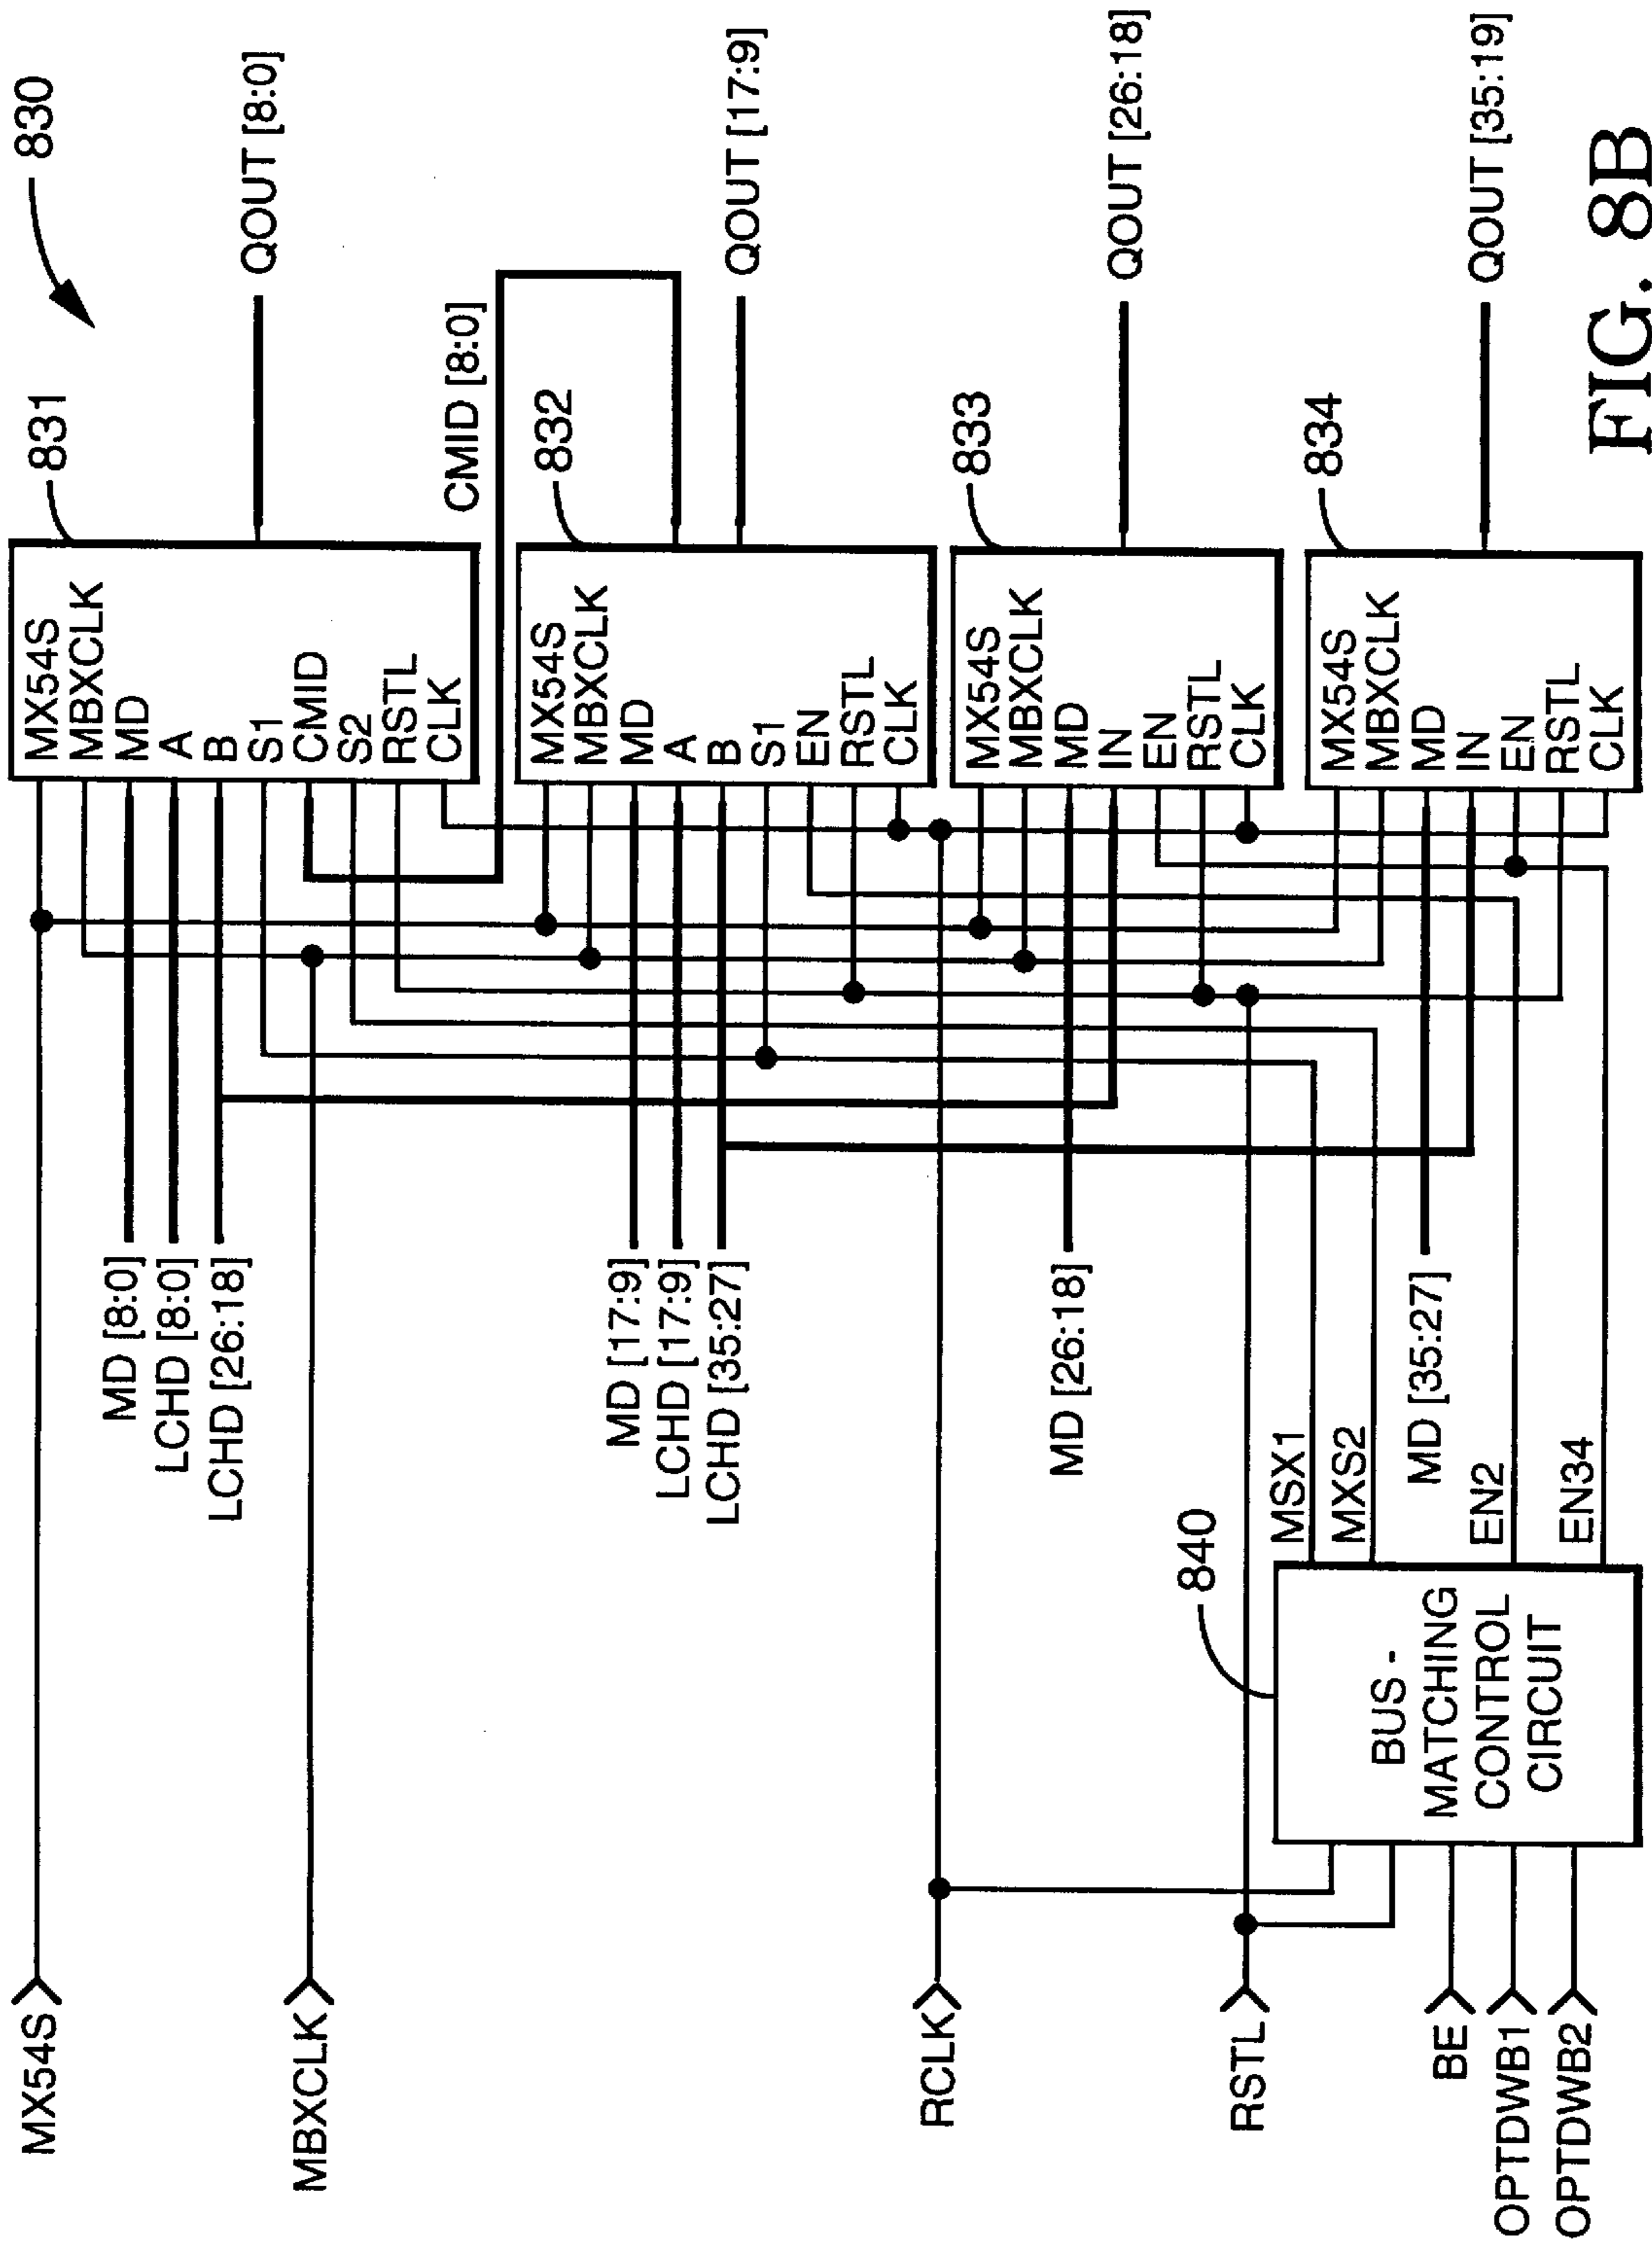 830
MX54S
MBXCLK
RCLK
RSTL
BE
OPTDWB1
OPTDWB2
840
BUS -
MATCHING
CONTROL
CIRCUIT
MSX1
MXS2
EN2
EN34
MD [8:0]
LCHD [8:0]
LCHD [26:18]
MD [17:9]
LCHD [17:9]
LCHD [35:27]
MD [26:18]
MD [35:27]
831
MX54S
MBXCLK
MD
A
B
S1
CMID
S2
RSTL
CLK
QOUT [8:0]
CMID [8:0]
832
MX54S
MBXCLK
MD
A
B
S1
EN
RSTL
CLK
QOUT [17:9]
833
MX54S
MBXCLK
MD
IN
EN
RSTL
CLK
QOUT [26:18]
834
MX54S
MBXCLK
MD
IN
EN
RSTL
CLK
QOUT [35:19]
FIG. 8B